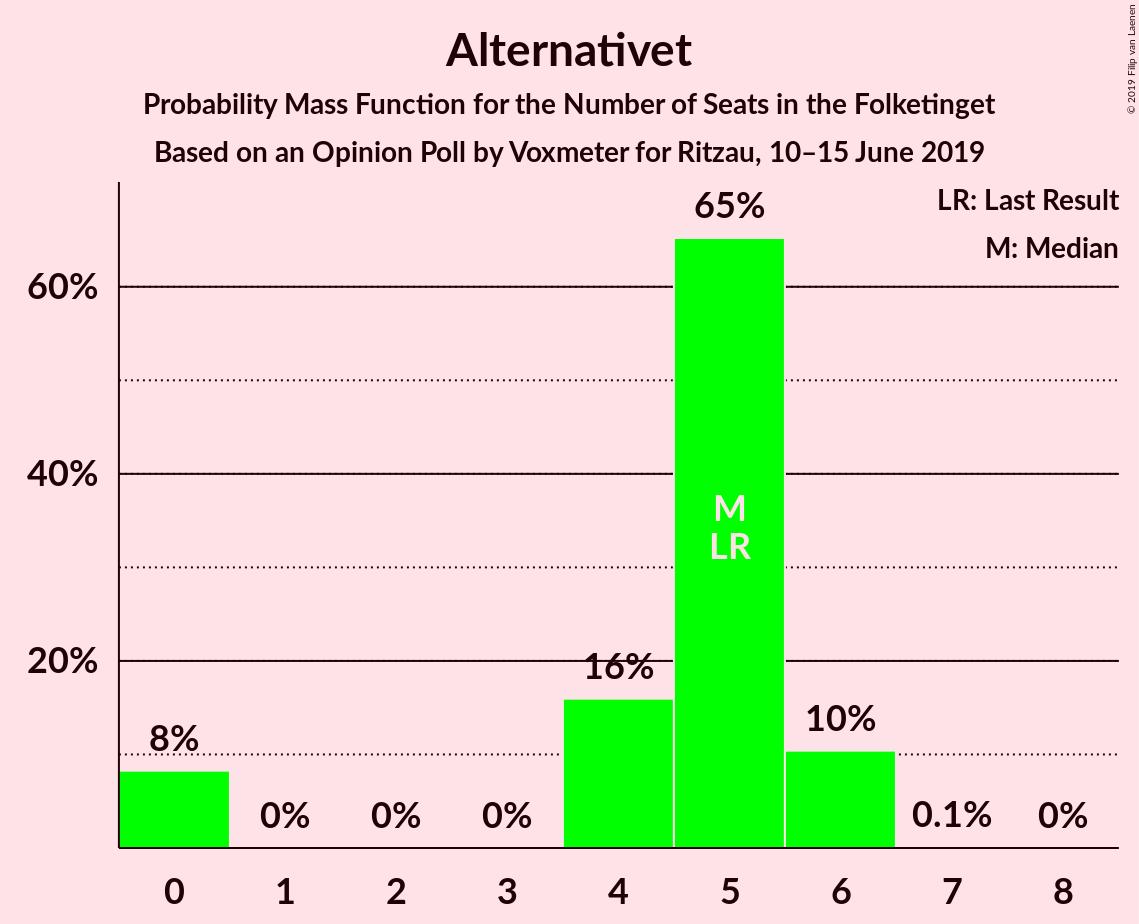 Alternativet
Probability Mass Function for the Number of Seats in the Folketinget
Based on an Opinion Poll by Voxmeter for Ritzau, 10–15 June 2019
© 2019 Filip van Laenen
LR: Last Result
M: Median
60%
40%
20%
8%
0%
0%
0%
16%
65%
M
LR
10%
0.1%
0%
0 1 2 3 4 5 6 7 8